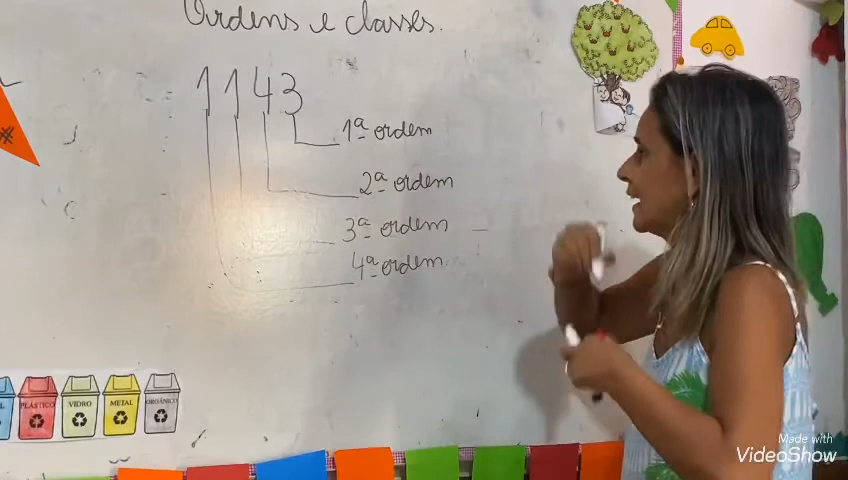 Ordens e classes.
1143
1ª ordem
2ª ordem
3ª ordem
4ª ordem
PLÁSTICO
VIDRO
METAL
ORGÂNICO
Made With
VideoShow